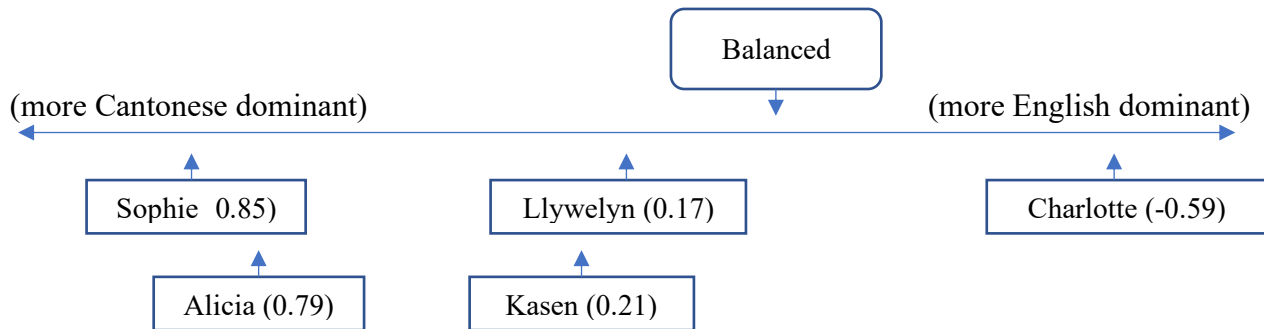 Balanced
(more Cantonese dominant)
(more English dominant)
Sophie 0.85)
Llywelyn (0.17)
Charlotte (-0.59)
Alicia (0.79)
Kasen (0.21)